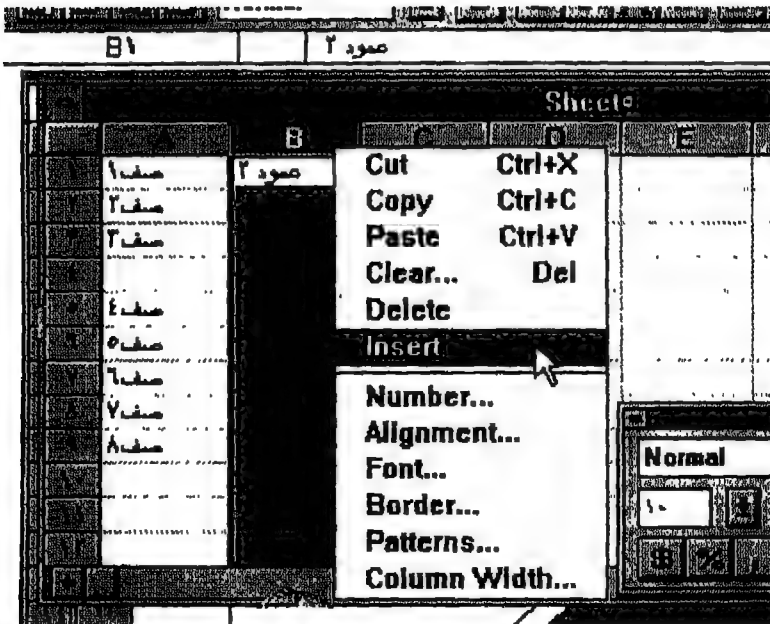 B١ عمود ٢
Sheet
A B C D E
صف١ عمود ٢
صف٢
صف٣
صف٤
صف٥
صف٦
صف٧
صف٨
Cut Ctrl+X
Copy Ctrl+C
Paste Ctrl+V
Clear... Del
Delete
Insert
Number...
Alignment...
Font...
Border...
Patterns...
Column Width...
Normal
١٠
B %